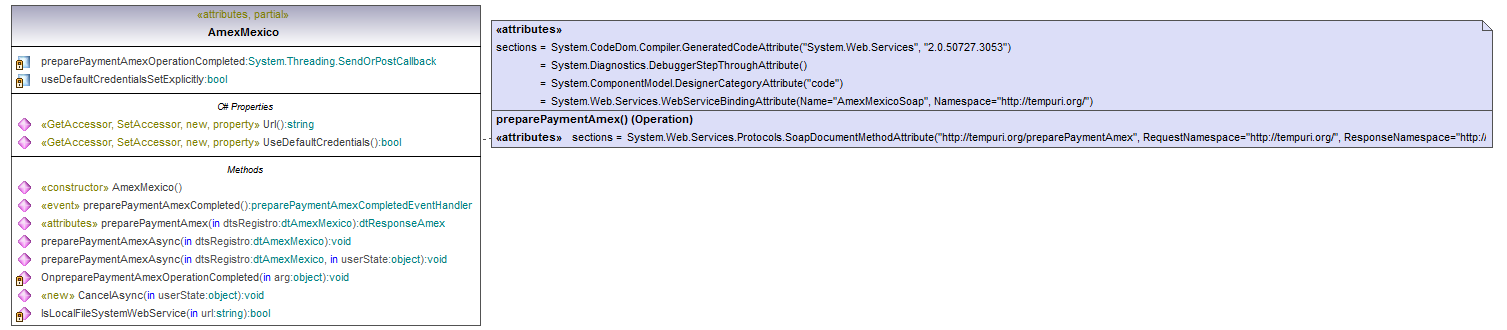 «attributes, partial»
AmexMexico
preparePaymentAmexOperationCompleted:System.Threading.SendOrPostCallback
useDefaultCredentialsSetExplicitly:bool
C# Properties
«GetAccessor, SetAccessor, new, property» Url():string
«GetAccessor, SetAccessor, new, property» UseDefaultCredentials():bool
Methods
«constructor» AmexMexico()
«event» preparePaymentAmexCompleted():preparePaymentAmexCompletedEventHandler
«attributes» preparePaymentAmex(in dtsRegistro:dtAmexMexico):dtResponseAmex
preparePaymentAmexAsync(in dtsRegistro:dtAmexMexico):void
preparePaymentAmexAsync(in dtsRegistro:dtAmexMexico, in userState:object):void
OnpreparePaymentAmexOperationCompleted(in arg:object):void
«new» CancelAsync(in userState:object):void
IsLocalFileSystemWebService(in url:string):bool
«attributes»
sections = System.CodeDom.Compiler.GeneratedCodeAttribute("System.Web.Services", "2.0.50727.3053")
= System.Diagnostics.DebuggerStepThroughAttribute()
= System.ComponentModel.DesignerCategoryAttribute("code")
= System.Web.Services.WebServiceBindingAttribute(Name="AmexMexicoSoap", Namespace="http://tempuri.org/")
preparePaymentAmex() (Operation)
«attributes» sections = System.Web.Services.Protocols.SoapDocumentMethodAttribute("http://tempuri.org/preparePaymentAmex", RequestNamespace="http://tempuri.org/", ResponseNamespace="http://